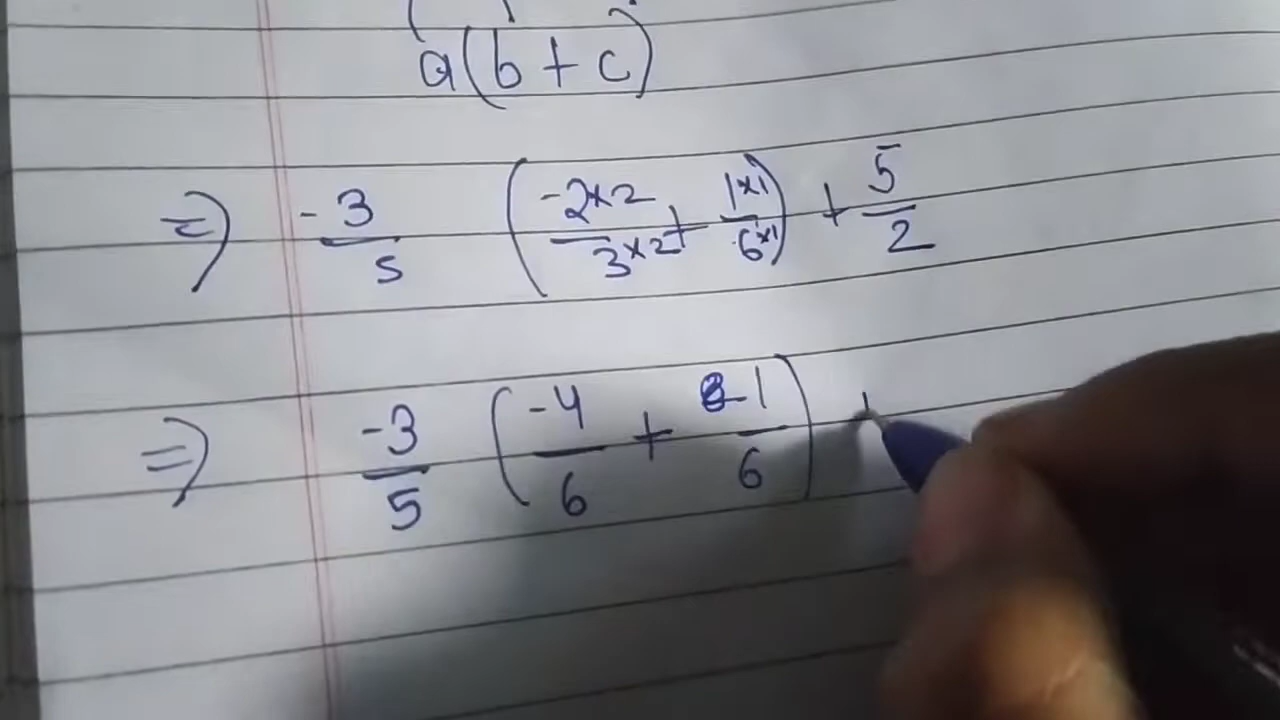 a(b + c)
⇒ -3/5 (-2×2/3×2 + 1×1/6×1) + 5/2
⇒ -3/5 (-4/6 + 1/6) +